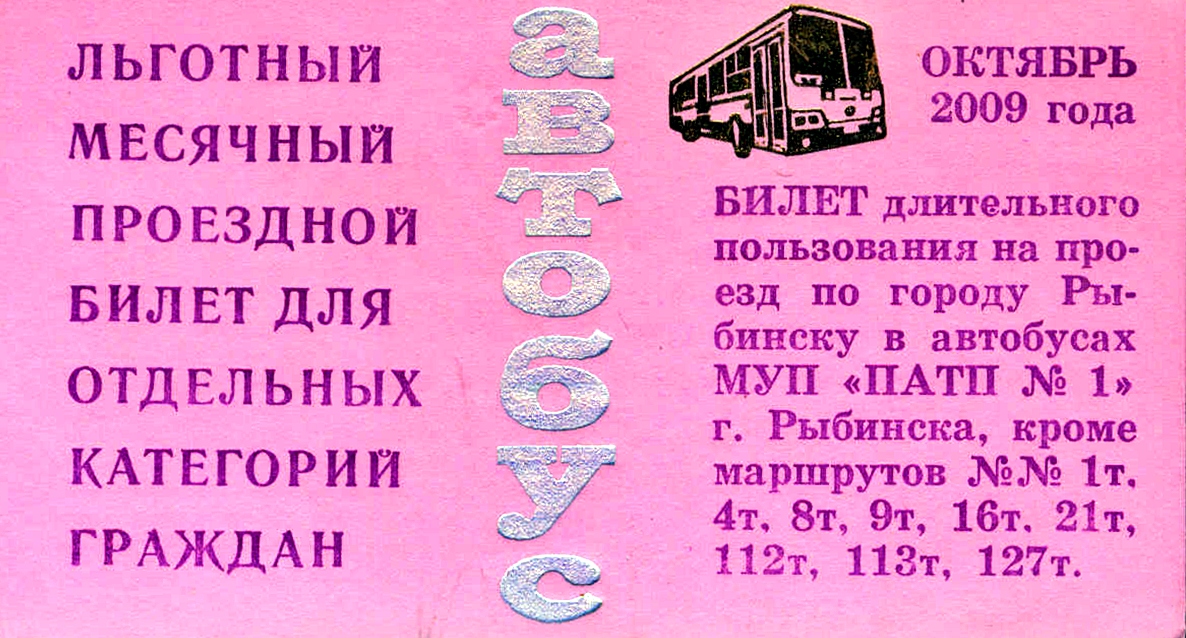 ЛЬГОТНЫЙ
МЕСЯЧНЫЙ
ПРОЕЗДНОЙ
БИЛЕТ ДЛЯ
ОТДЕЛЬНЫХ
КАТЕГОРИЙ
ГРАЖДАН
автобус
ОКТЯБРЬ
2009 года
БИЛЕТ длительного
пользования на про-
езд по городу Ры-
бинску в автобусах
МУП «ПАТП № 1»
г. Рыбинска, кроме
маршрутов №№ 1т,
4т, 8т, 9т, 16т. 21т,
112т, 113т, 127т.